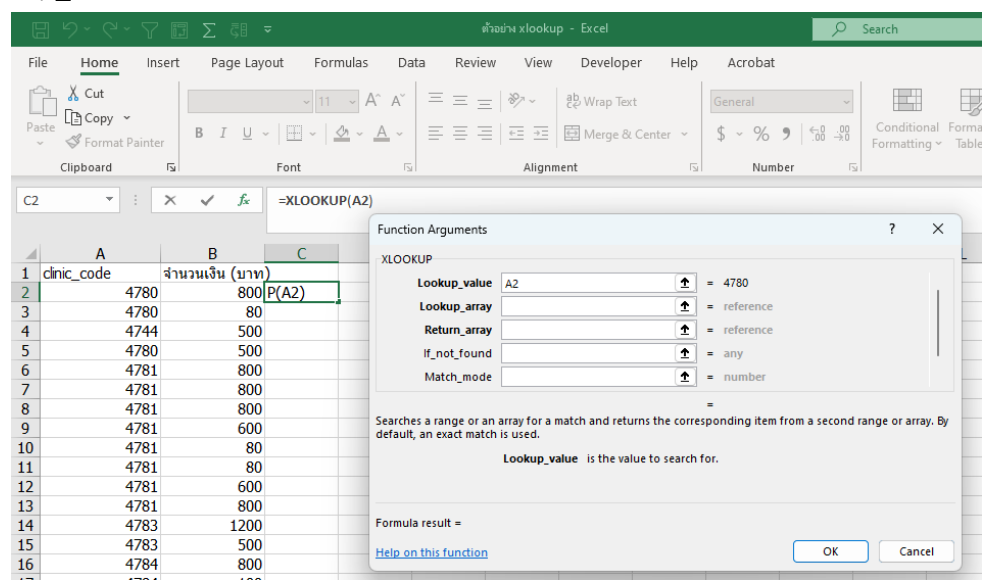 ตัวอย่าง xlookup - Excel
Search
File Home Insert Page Layout Formulas Data Review View Developer Help Acrobat
Cut
Copy
Format Painter
Paste
11
B I U
Wrap Text
Merge & Center
General
$ % 9
Conditional
Formatting
Forma
Table
Clipboard Font Alignment Number
C2 fx =XLOOKUP(A2)
A B C
1 clinic_code จำนวนเงิน (บาท)
2 4780 800 P(A2)
3 4780 80
4 4744 500
5 4780 500
6 4781 800
7 4781 800
8 4781 800
9 4781 600
10 4781 80
11 4781 80
12 4781 600
13 4781 800
14 4783 1200
15 4783 500
16 4784 800
Function Arguments ? X
XLOOKUP
Lookup_value A2 = 4780
Lookup_array = reference
Return_array = reference
If_not_found = any
Match_mode = number
=
Searches a range or an array for a match and returns the corresponding item from a second range or array. By
default, an exact match is used.
Lookup_value is the value to search for.
Formula result =
Help on this function
OK Cancel